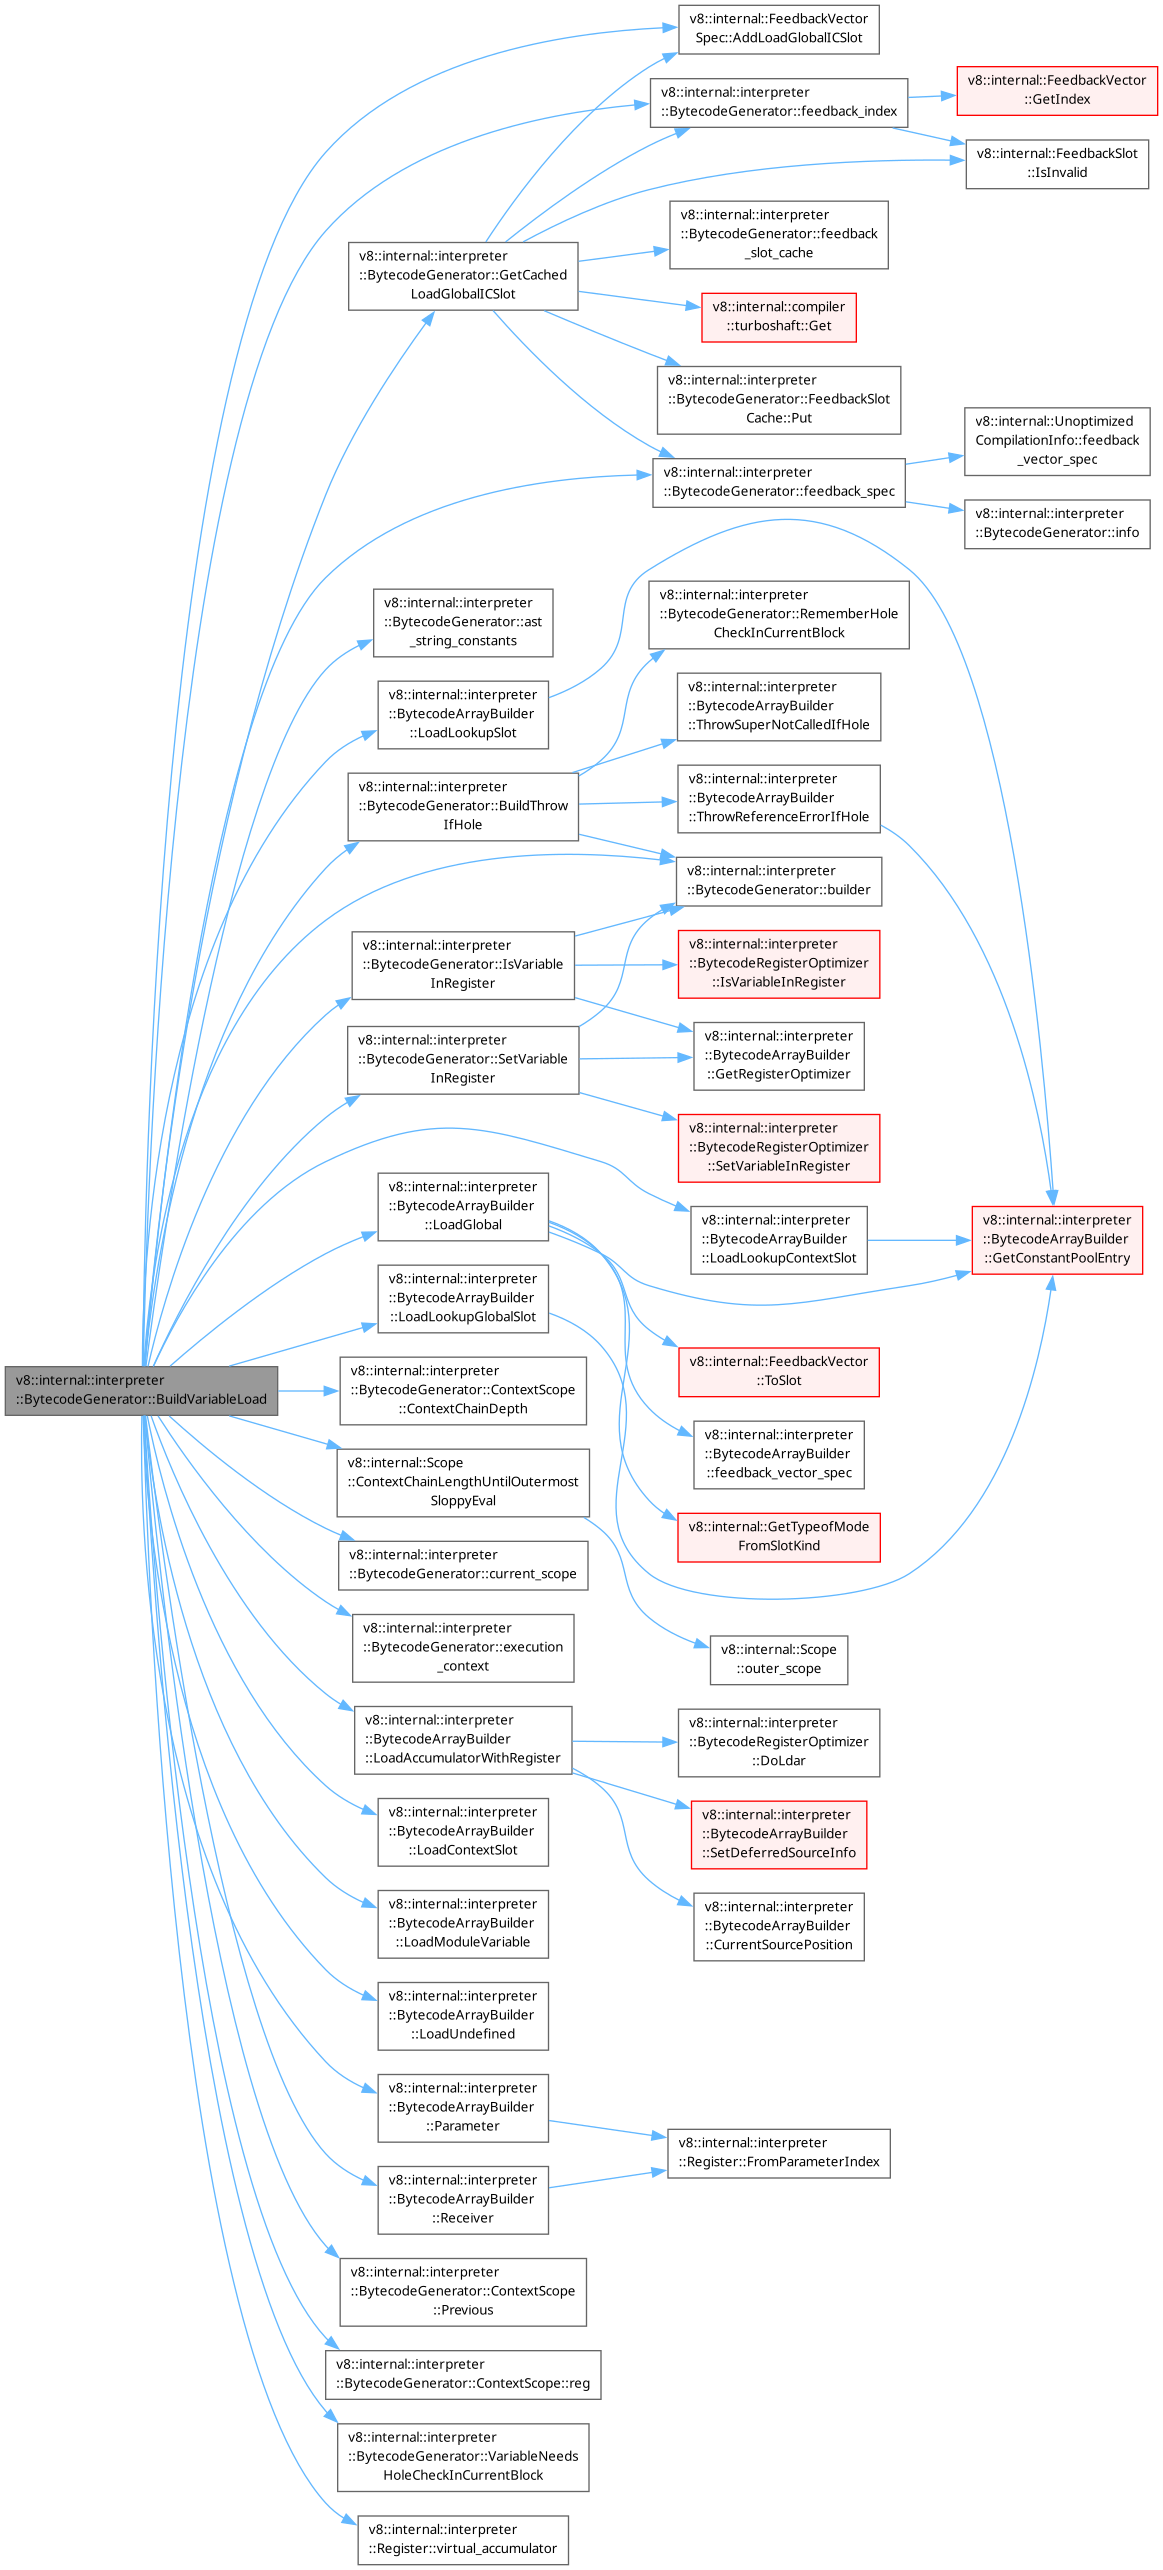 v8::internal::FeedbackVector
Spec::AddLoadGlobalICSlot
v8::internal::interpreter
::BytecodeGenerator::feedback_index
v8::internal::FeedbackVector
::GetIndex
v8::internal::FeedbackSlot
::IsInvalid
v8::internal::interpreter
::BytecodeGenerator::feedback
_slot_cache
v8::internal::interpreter
::BytecodeGenerator::GetCached
LoadGlobalICSlot
v8::internal::compiler
::turboshaft::Get
v8::internal::interpreter
::BytecodeGenerator::FeedbackSlot
Cache::Put
v8::internal::Unoptimized
CompilationInfo::feedback
_vector_spec
v8::internal::interpreter
::BytecodeGenerator::feedback_spec
v8::internal::interpreter
::BytecodeGenerator::info
v8::internal::interpreter
::BytecodeGenerator::ast
_string_constants
v8::internal::interpreter
::BytecodeGenerator::RememberHole
CheckInCurrentBlock
v8::internal::interpreter
::BytecodeArrayBuilder
::LoadLookupSlot
v8::internal::interpreter
::BytecodeArrayBuilder
::ThrowSuperNotCalledIfHole
v8::internal::interpreter
::BytecodeGenerator::BuildThrow
IfHole
v8::internal::interpreter
::BytecodeArrayBuilder
::ThrowReferenceErrorIfHole
v8::internal::interpreter
::BytecodeGenerator::builder
v8::internal::interpreter
::BytecodeGenerator::IsVariable
InRegister
v8::internal::interpreter
::BytecodeRegisterOptimizer
::IsVariableInRegister
v8::internal::interpreter
::BytecodeGenerator::SetVariable
InRegister
v8::internal::interpreter
::BytecodeArrayBuilder
::GetRegisterOptimizer
v8::internal::interpreter
::BytecodeRegisterOptimizer
::SetVariableInRegister
v8::internal::interpreter
::BytecodeArrayBuilder
::LoadGlobal
v8::internal::interpreter
::BytecodeArrayBuilder
::LoadLookupContextSlot
v8::internal::interpreter
::BytecodeArrayBuilder
::GetConstantPoolEntry
v8::internal::interpreter
::BytecodeArrayBuilder
::LoadLookupGlobalSlot
v8::internal::FeedbackVector
::ToSlot
v8::internal::interpreter
::BytecodeGenerator::BuildVariableLoad
v8::internal::interpreter
::BytecodeGenerator::ContextScope
::ContextChainDepth
v8::internal::interpreter
::BytecodeArrayBuilder
::feedback_vector_spec
v8::internal::Scope
::ContextChainLengthUntilOutermost
SloppyEval
v8::internal::GetTypeofMode
FromSlotKind
v8::internal::interpreter
::BytecodeGenerator::current_scope
v8::internal::interpreter
::BytecodeGenerator::execution
_context
v8::internal::Scope
::outer_scope
v8::internal::interpreter
::BytecodeArrayBuilder
::LoadAccumulatorWithRegister
v8::internal::interpreter
::BytecodeRegisterOptimizer
::DoLdar
v8::internal::interpreter
::BytecodeArrayBuilder
::SetDeferredSourceInfo
v8::internal::interpreter
::BytecodeArrayBuilder
::LoadContextSlot
v8::internal::interpreter
::BytecodeArrayBuilder
::CurrentSourcePosition
v8::internal::interpreter
::BytecodeArrayBuilder
::LoadModuleVariable
v8::internal::interpreter
::BytecodeArrayBuilder
::LoadUndefined
v8::internal::interpreter
::BytecodeArrayBuilder
::Parameter
v8::internal::interpreter
::Register::FromParameterIndex
v8::internal::interpreter
::BytecodeArrayBuilder
::Receiver
v8::internal::interpreter
::BytecodeGenerator::ContextScope
::Previous
v8::internal::interpreter
::BytecodeGenerator::ContextScope::reg
v8::internal::interpreter
::BytecodeGenerator::VariableNeeds
HoleCheckInCurrentBlock
v8::internal::interpreter
::Register::virtual_accumulator